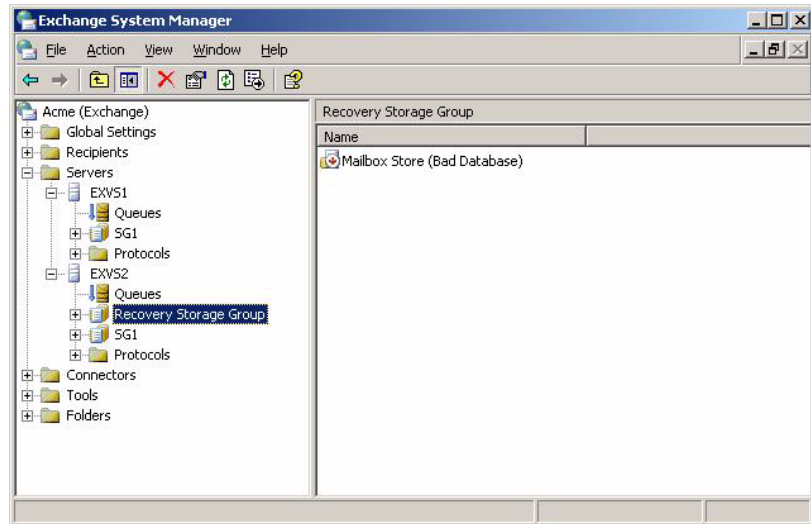 Exchange System Manager
File Action View Window Help
Acme (Exchange)
Global Settings
Recipients
Servers
EXVS1
Queues
SG1
Protocols
EXVS2
Queues
Recovery Storage Group
SG1
Protocols
Connectors
Tools
Folders
Recovery Storage Group
Name
Mailbox Store (Bad Database)